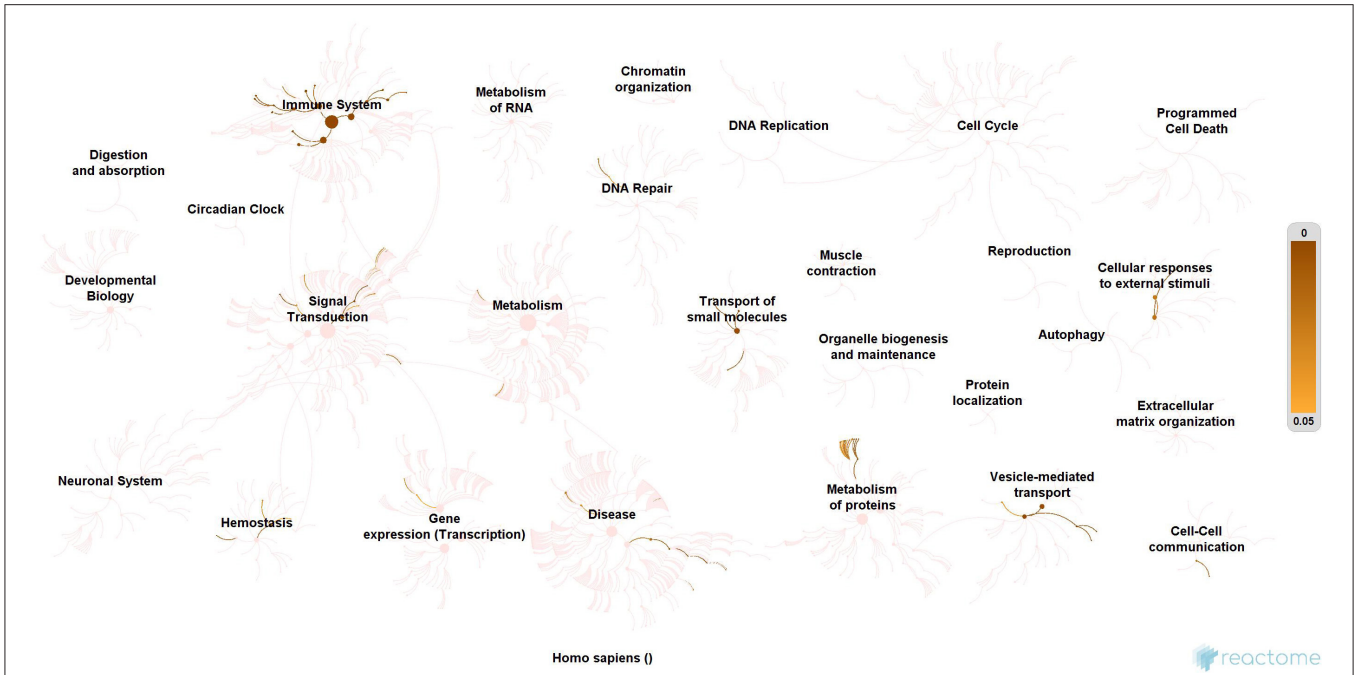 Immune System
Metabolism
of RNA
Chromatin
organization
DNA Replication
Cell Cycle
Programmed
Cell Death
Digestion
and absorption
DNA Repair
Circadian Clock
0
Developmental
Biology
Signal
Transduction
Metabolism
Transport of
small molecules
Muscle
contraction
Reproduction
Cellular responses
to external stimuli
Organelle biogenesis
and maintenance
Autophagy
Protein
localization
Extracellular
matrix organization
0.05
Neuronal System
Hemostasis
Gene
expression (Transcription)
Disease
Metabolism
of proteins
Vesicle-mediated
transport
Cell-Cell
communication
Homo sapiens ()
reactome